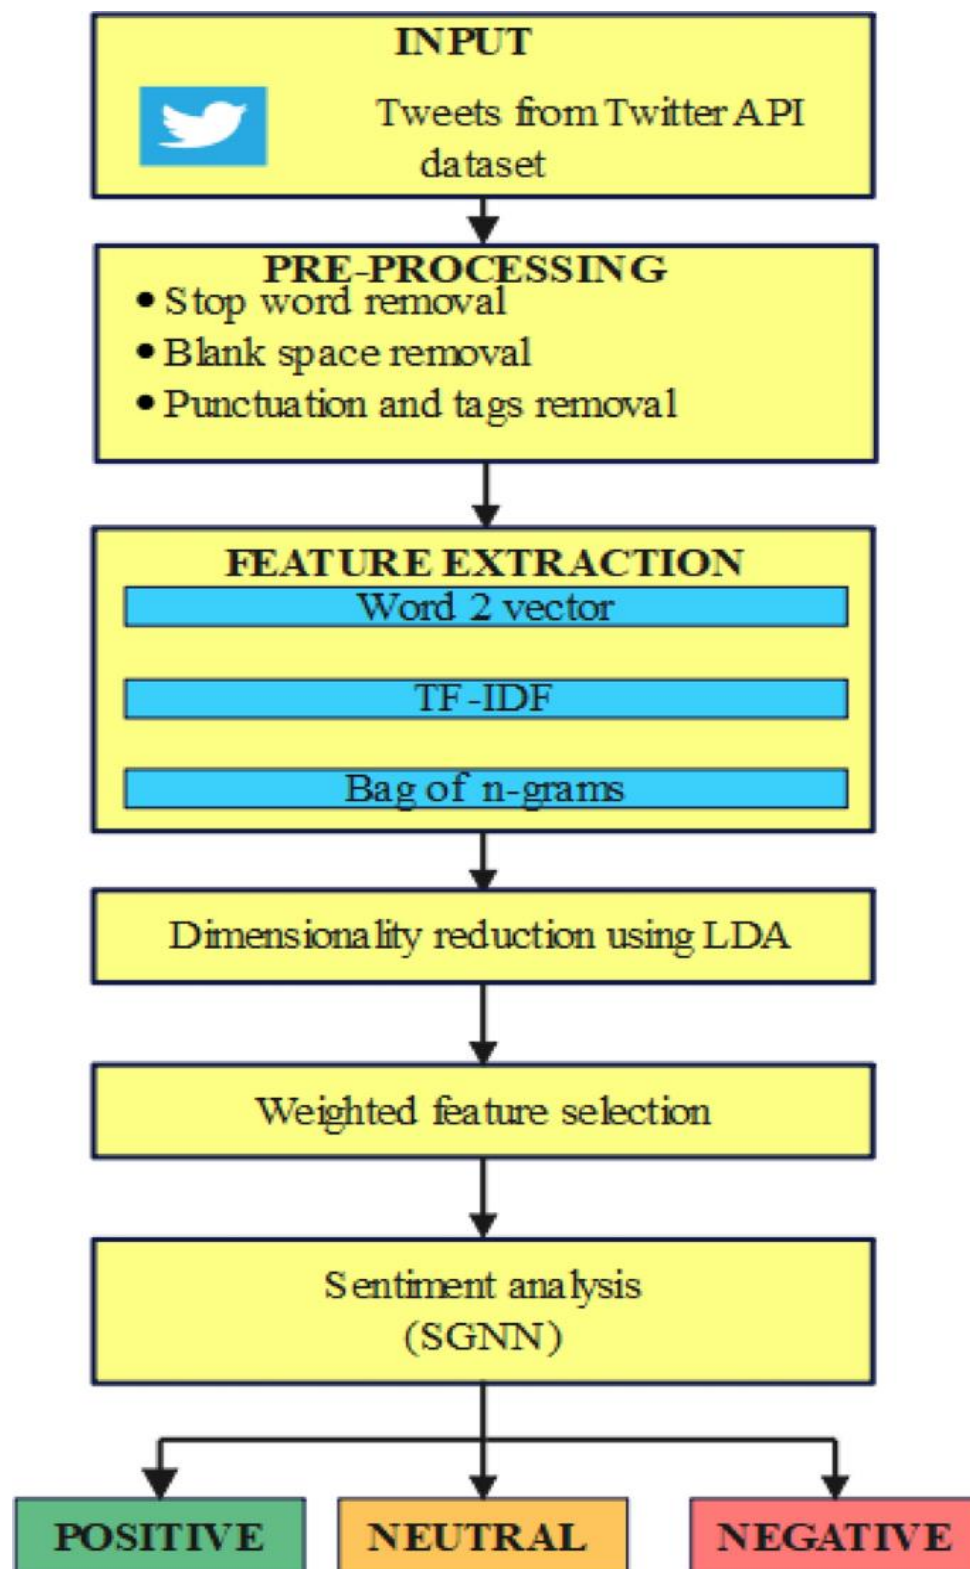 INPUT
Tweets from Twitter API
dataset
PRE-PROCESSING
• Stop word removal
• Blank space removal
• Punctuation and tags removal
FEATURE EXTRACTION
Word 2 vector
TF-IDF
Bag of n-grams
Dimensionality reduction using LDA
Weighted feature selection
Sentiment analysis
(SGNN)
POSITIVE
NEUTRAL
NEGATIVE